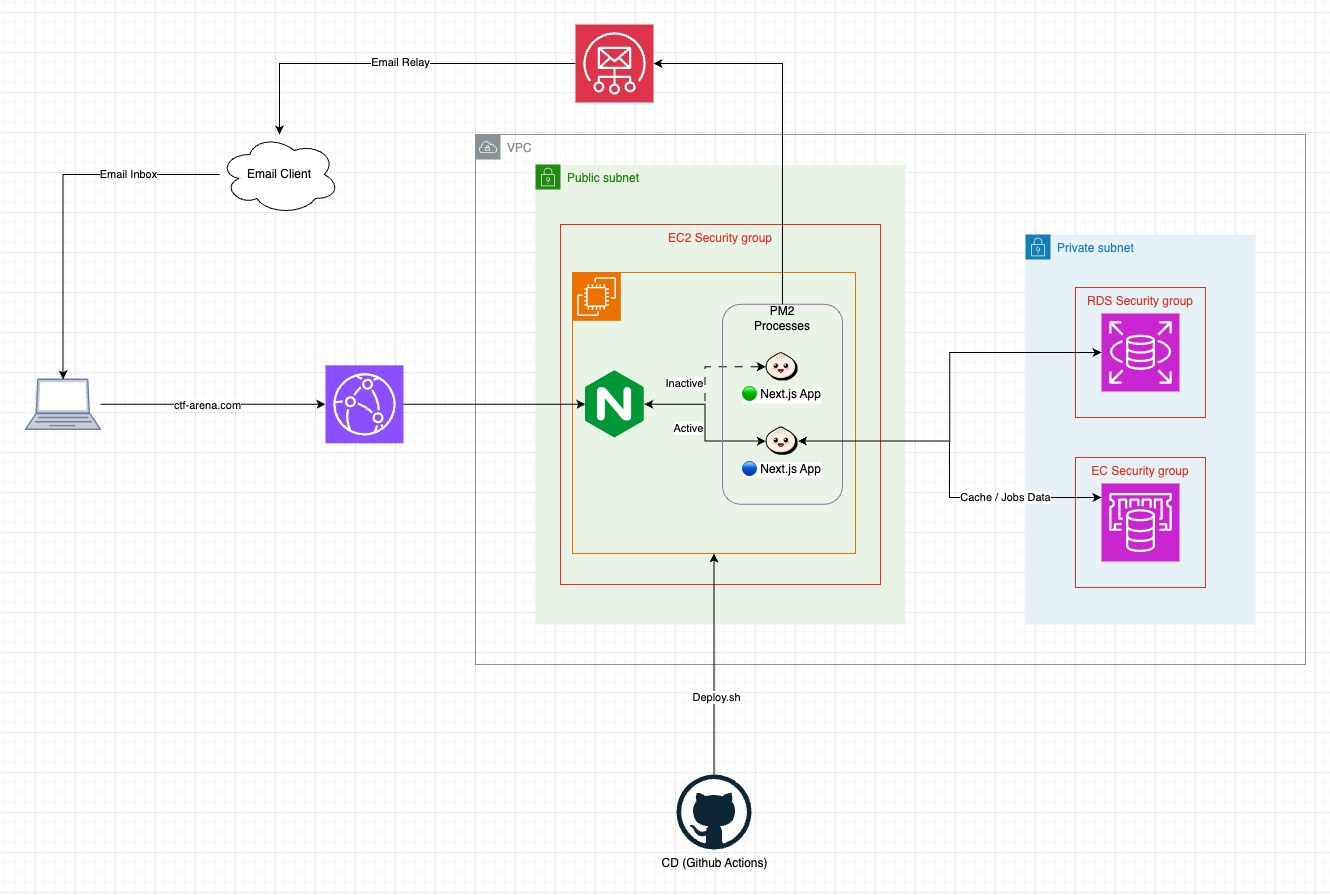 Email Relay
VPC
Email Client
Email Inbox
Public subnet
EC2 Security group
Private subnet
RDS Security group
PM2
Processes
Inactive
Next.js App
ctf-arena.com
N
Active
Next.js App
EC Security group
Cache / Jobs Data
Deploy.sh
CD (Github Actions)